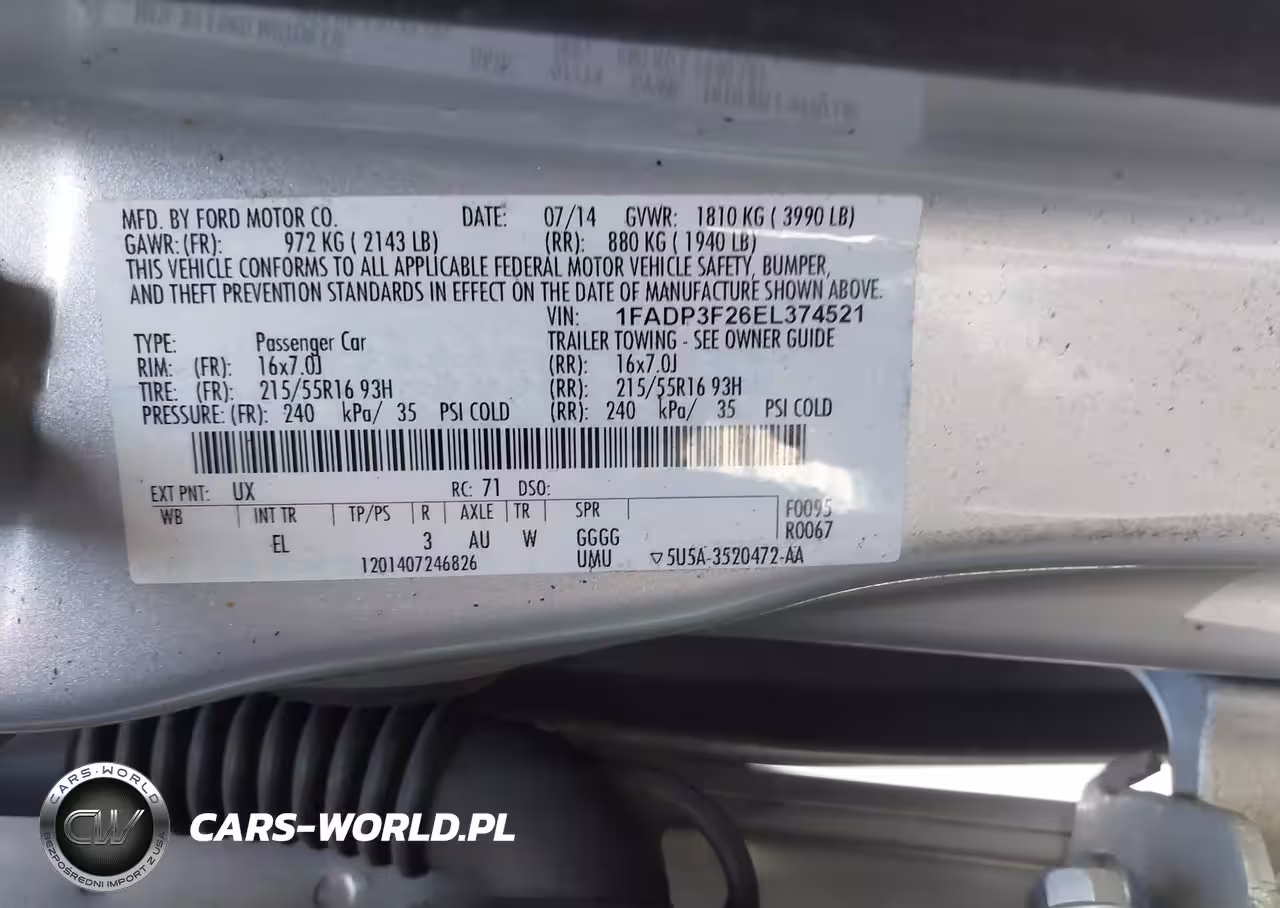 MFD. BY FORD MOTOR CO. DATE: 07/14 GVWR: 1810 KG ( 3990 LB)
GAWR: (FR): 972 KG ( 2143 LB) (RR): 880 KG ( 1940 LB)
THIS VEHICLE CONFORMS TO ALL APPLICABLE FEDERAL MOTOR VEHICLE SAFETY, BUMPER,
AND THEFT PREVENTION STANDARDS IN EFFECT ON THE DATE OF MANUFACTURE SHOWN ABOVE.
VIN: 1FADP3F26EL374521
TYPE: Passenger Car TRAILER TOWING - SEE OWNER GUIDE
RIM: (FR): 16x7.0J (RR): 16x7.0J
TIRE: (FR): 215/55R16 93H (RR): 215/55R16 93H
PRESSURE: (FR): 240 kPa/ 35 PSI COLD (RR): 240 kPa/ 35 PSI COLD
EXT PNT: UX RC: 71 DSO:
WB INT TR TP/PS R AXLE TR SPR F0095
EL 3 AU W GGGG R0067
1201407246826 UMU ▽5U5A-3520472-AA
CARS-WORLD
CW
BEZPOŚREDNI IMPORT Z USA
CARS-WORLD.PL